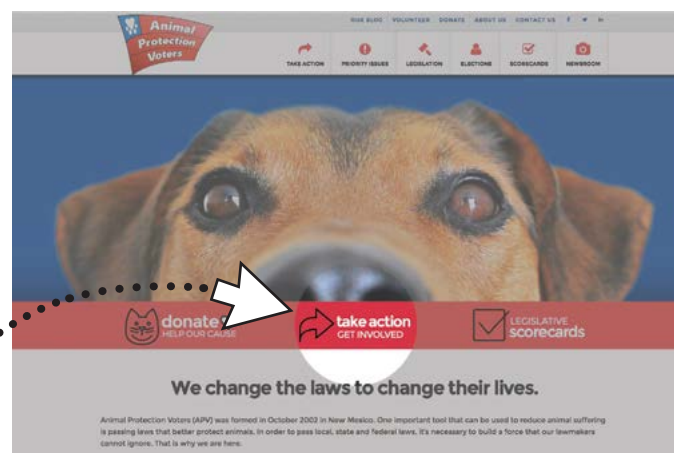 Animal
Protection
Voters
OUR BLOG VOLUNTEER DONATE ABOUT US CONTACT US
TAKE ACTION PRIORITY ISSUES LEGISLATION ELECTIONS SCORECARDS NEWSROOM
donate
HELP OUR CAUSE
take action
GET INVOLVED
LEGISLATIVE
scorecards
We change the laws to change their lives.
Animal Protection Voters (APV) was formed in October 2002 in New Mexico. One important tool that can be used to reduce animal suffering
is passing laws that better protect animals. In order to pass local, state and federal laws, it's necessary to build a force that our lawmakers
cannot ignore. That is why we are here.